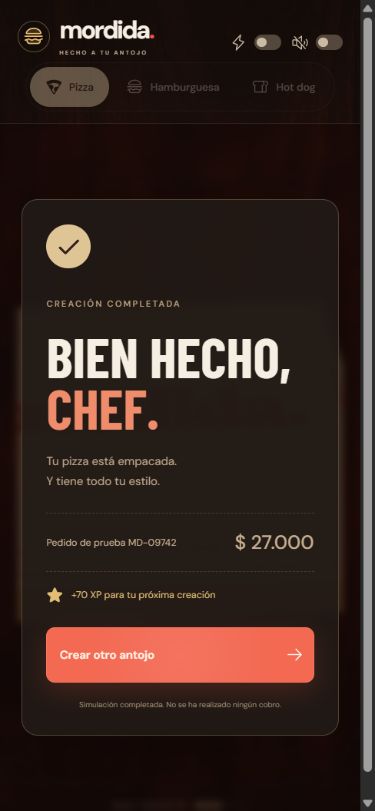 mordida.
HECHO A TU ANTOJO
Pizza
Hamburguesa
Hot dog
CREACIÓN COMPLETADA
BIEN HECHO,
CHEF.
Tu pizza está empacada.
Y tiene todo tu estilo.
Pedido de prueba MD-09742
$ 27.000
+70 XP para tu próxima creación
Crear otro antojo
Simulación completada. No se ha realizado ningún cobro.